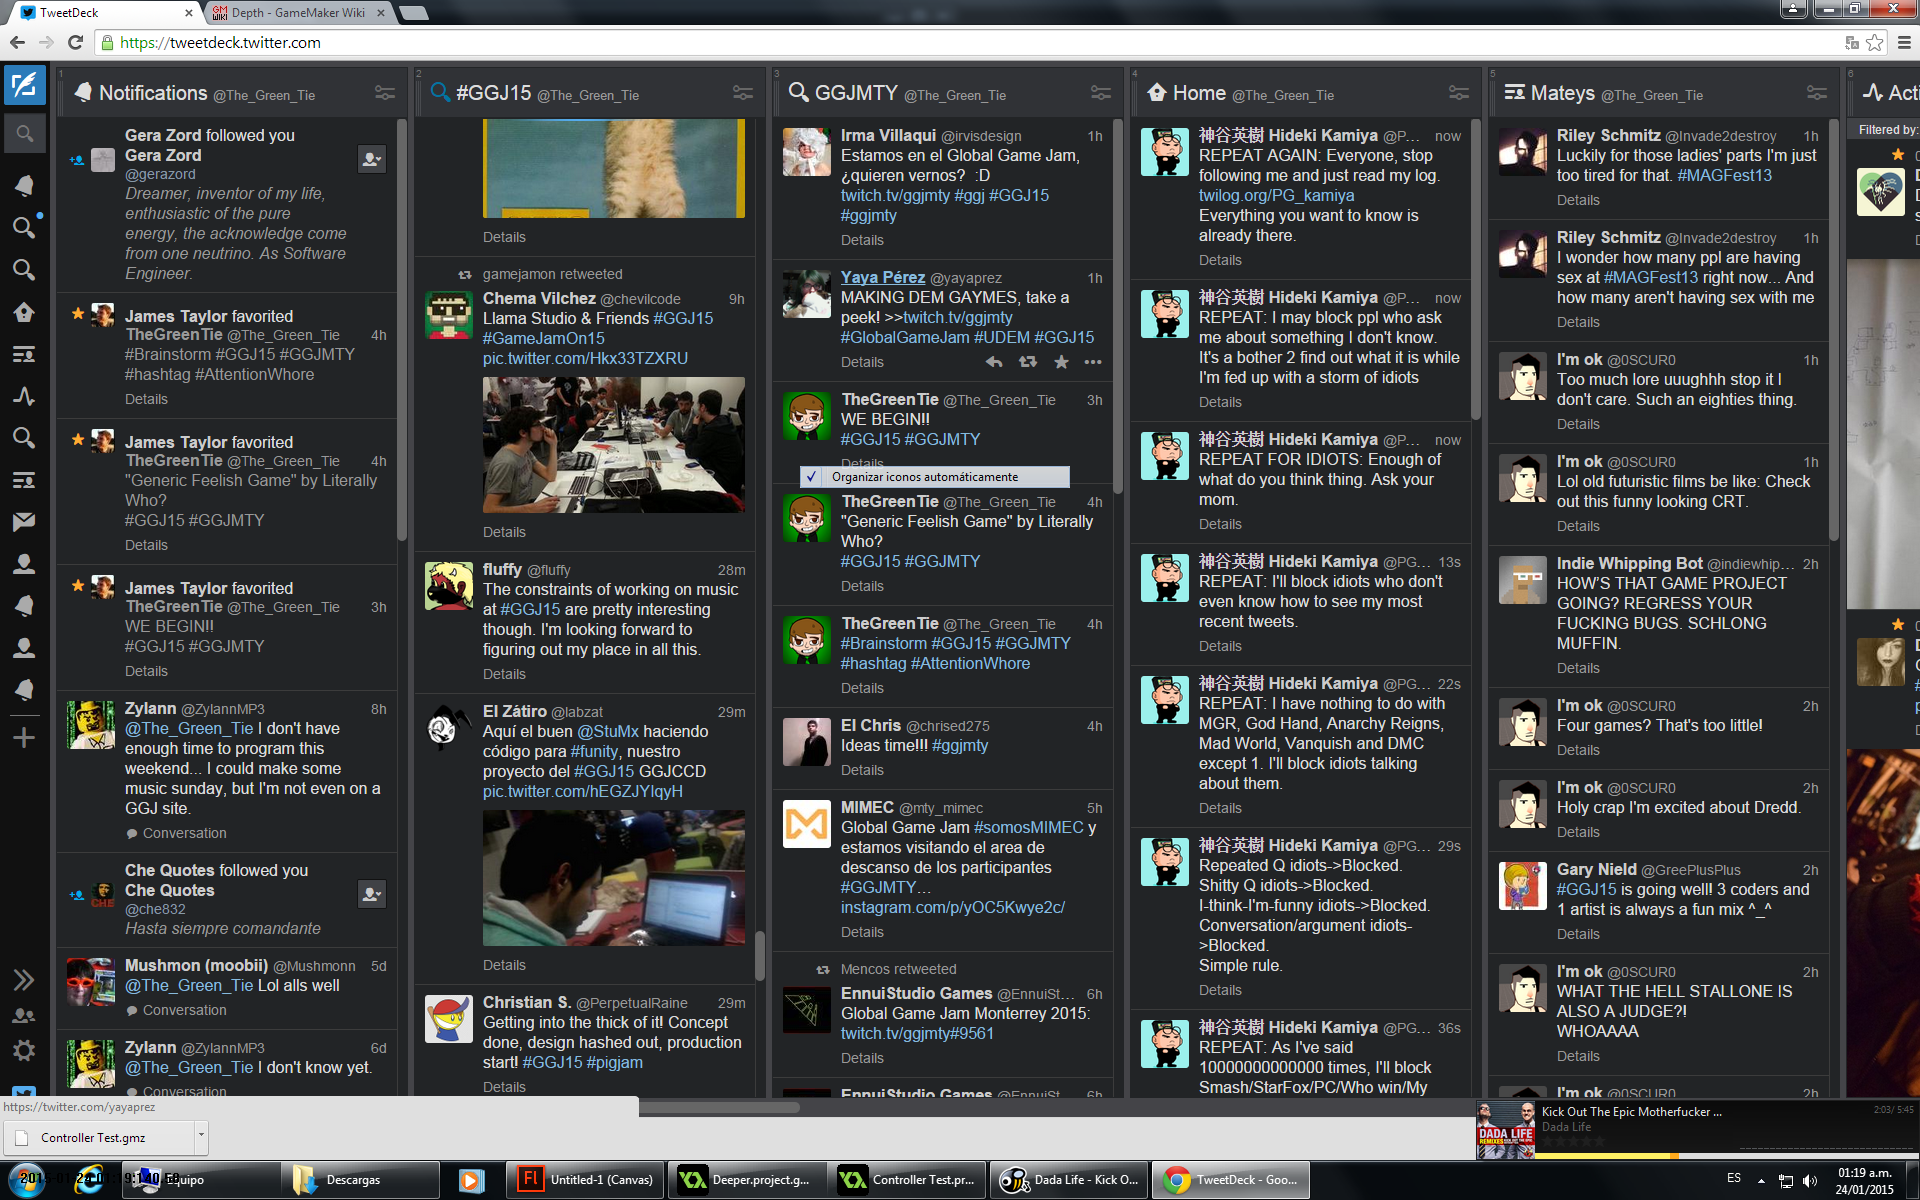 TweetDeck
Depth - GameMaker Wiki
https://tweetdeck.twitter.com
1
Notifications @The_Green_Tie
Gera Zord followed you
Gera Zord
@gerazord
Dreamer, inventor of my life,
enthusiastic of the pure
energy, the acknowledge come
from one neutrino. As Software
Engineer.
James Taylor favorited
TheGreenTie @The_Green_Tie 4h
#Brainstorm #GGJ15 #GGJMTY
#hashtag #AttentionWhore
Details
James Taylor favorited
TheGreenTie @The_Green_Tie 4h
"Generic Feelish Game" by Literally
Who?
#GGJ15 #GGJMTY
Details
James Taylor favorited
TheGreenTie @The_Green_Tie 3h
WE BEGIN!!
#GGJ15 #GGJMTY
Details
Zylann @ZylannMP3 8h
@The_Green_Tie I don't have
enough time to program this
weekend... I could make some
music sunday, but I'm not even on a
GGJ site.
Conversation
Che Quotes followed you
Che Quotes
@che832
Hasta siempre comandante
Mushmon (moobii) @Mushmonn 5d
@The_Green_Tie Lol alls well
Conversation
Zylann @ZylannMP3 6d
@The_Green_Tie I don't know yet.
Conversation
2
#GGJ15 @The_Green_Tie
Details
gamejamon retweeted
Chema Vilchez @chevilcode 9h
Llama Studio & Friends #GGJ15
#GameJamOn15
pic.twitter.com/Hkx33TZXRU
Details
fluffy @fluffy 28m
The constraints of working on music
at #GGJ15 are pretty interesting
though. I'm looking forward to
figuring out my place in all this.
Details
El Zátiro @labzat 29m
Aquí el buen @StuMx haciendo
código para #funity, nuestro
proyecto del #GGJ15 GGJCCD
pic.twitter.com/hEGZJYlqyH
Details
Christian S. @PerpetualRaine 29m
Getting into the thick of it! Concept
done, design hashed out, production
start! #GGJ15 #pigjam
Details
3
GGJMTY @The_Green_Tie
Irma Villaqui @irvisdesign 1h
Estamos en el Global Game Jam,
¿quieren vernos? :D
twitch.tv/ggjmty #ggj #GGJ15
#ggjmty
Details
Yaya Pérez @yayaprez 1h
MAKING DEM GAYMES, take a
peek! >>twitch.tv/ggjmty
#GlobalGameJam #UDEM #GGJ15
Details
TheGreenTie @The_Green_Tie 3h
WE BEGIN!!
#GGJ15 #GGJMTY
Details
Organizar iconos automáticamente
TheGreenTie @The_Green_Tie 4h
"Generic Feelish Game" by Literally
Who?
#GGJ15 #GGJMTY
Details
TheGreenTie @The_Green_Tie 4h
#Brainstorm #GGJ15 #GGJMTY
#hashtag #AttentionWhore
Details
El Chris @chrised275 4h
Ideas time!!! #ggjmty
Details
MIMEC @mty_mimec 5h
Global Game Jam #somosMIMEC y
estamos visitando el area de
descanso de los participantes
#GGJMTY…
instagram.com/p/yOC5Kwye2c/
Details
Mencos retweeted
EnnuiStudio Games @EnnuiSt... 6h
Global Game Jam Monterrey 2015:
twitch.tv/ggjmty#9561
Details
EnnuiStudio Games @EnnuiSt... 6h
4
Home @The_Green_Tie
神谷英樹 Hideki Kamiya @P... now
REPEAT AGAIN: Everyone, stop
following me and just read my log.
twilog.org/PG_kamiya
Everything you want to know is
already there.
Details
神谷英樹 Hideki Kamiya @P... now
REPEAT: I may block ppl who ask
me about something I don't know.
It's a bother 2 find out what it is while
I'm fed up with a storm of idiots
Details
神谷英樹 Hideki Kamiya @P... now
REPEAT FOR IDIOTS: Enough of
what do you think thing. Ask your
mom.
Details
神谷英樹 Hideki Kamiya @PG... 13s
REPEAT: I'll block idiots who don't
even know how to see my most
recent tweets.
Details
神谷英樹 Hideki Kamiya @PG... 22s
REPEAT: I have nothing to do with
MGR, God Hand, Anarchy Reigns,
Mad World, Vanquish and DMC
except 1. I'll block idiots talking
about them.
Details
神谷英樹 Hideki Kamiya @PG... 29s
Repeated Q idiots->Blocked.
Shitty Q idiots->Blocked.
I-think-I'm-funny idiots->Blocked.
Conversation/argument idiots-
>Blocked.
Simple rule.
Details
神谷英樹 Hideki Kamiya @PG... 36s
REPEAT: As I've said
10000000000000 times, I'll block
Smash/StarFox/PC/Who win/My
5
Mateys @The_Green_Tie
Riley Schmitz @Invade2destroy 1h
Luckily for those ladies' parts I'm just
too tired for that. #MAGFest13
Details
Riley Schmitz @Invade2destroy 1h
I wonder how many ppl are having
sex at #MAGFest13 right now... And
how many aren't having sex with me
Details
I'm ok @0SCUR0 1h
Too much lore uuughhh stop it I
don't care. Such an eighties thing.
Details
I'm ok @0SCUR0 1h
Lol old futuristic films be like: Check
out this funny looking CRT.
Details
Indie Whipping Bot @indiewhip... 2h
HOW'S THAT GAME PROJECT
GOING? REGRESS YOUR
FUCKING BUGS. SCHLONG
MUFFIN.
Details
I'm ok @0SCUR0 2h
Four games? That's too little!
Details
I'm ok @0SCUR0 2h
Holy crap I'm excited about Dredd.
Details
Gary Nield @GreePlusPlus 2h
#GGJ15 is going well! 3 coders and
1 artist is always a fun mix ^_^
Details
I'm ok @0SCUR0 2h
WHAT THE HELL STALLONE IS
ALSO A JUDGE?!
WHOAAAA
Details
I'm ok @0SCUR0 2h
6
Acti
Filtered by:
https://twitter.com/yayaprez
Controller Test.gmz
DADA LIFE
Kick Out The Epic Motherfucker ...
Dada Life
2:03/ 5:45
Equipo
Descargas
Untitled-1 (Canvas)
Deeper.project.g...
Controller Test.pr...
Dada Life - Kick O...
TweetDeck - Goo...
ES
01:19 a.m.
24/01/2015